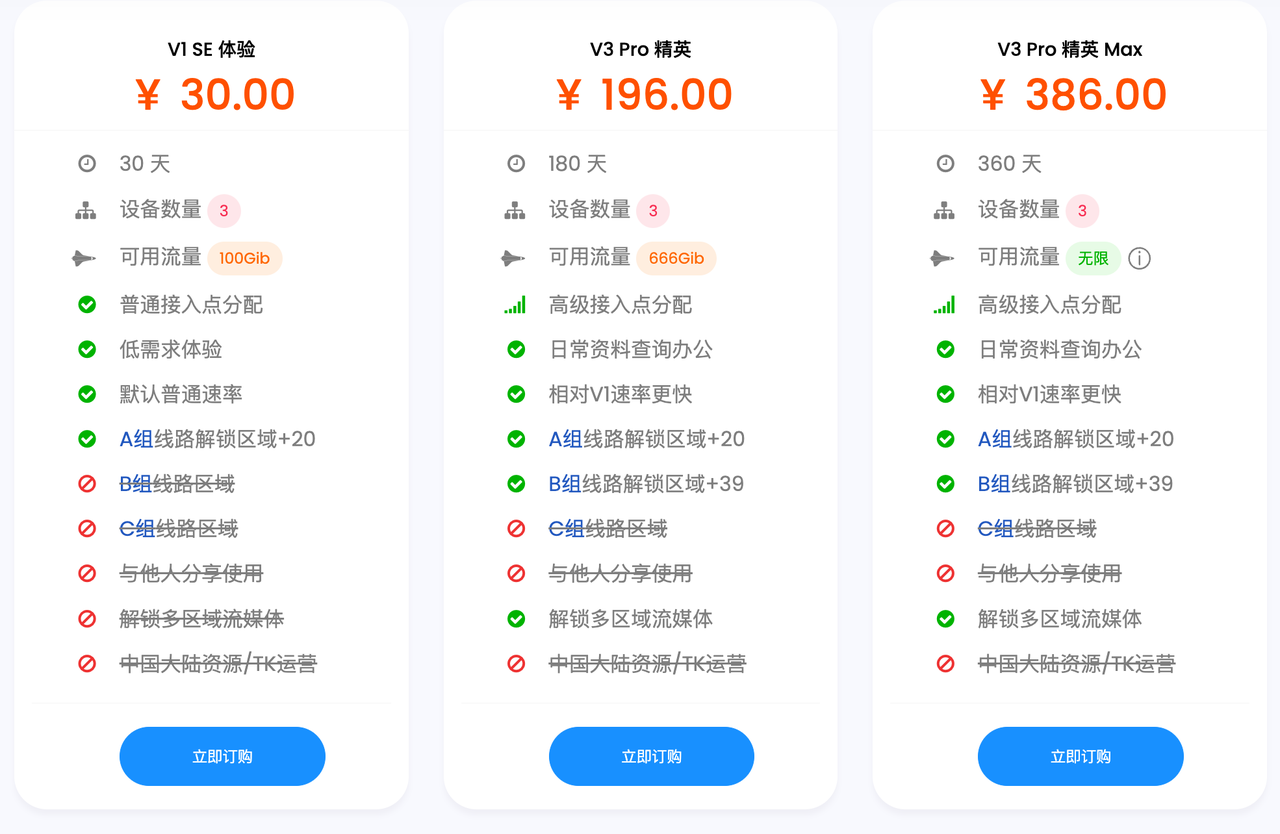 V1 SE 体验
¥ 30.00
30 天
设备数量 3
可用流量 100Gib
普通接入点分配
低需求体验
默认普通速率
A组线路解锁区域+20
B组线路区域
C组线路区域
与他人分享使用
解锁多区域流媒体
中国大陆资源/TK运营
立即订购
V3 Pro 精英
¥ 196.00
180 天
设备数量 3
可用流量 666Gib
高级接入点分配
日常资料查询办公
相对V1速率更快
A组线路解锁区域+20
B组线路解锁区域+39
C组线路区域
与他人分享使用
解锁多区域流媒体
中国大陆资源/TK运营
立即订购
V3 Pro 精英 Max
¥ 386.00
360 天
设备数量 3
可用流量 无限
高级接入点分配
日常资料查询办公
相对V1速率更快
A组线路解锁区域+20
B组线路解锁区域+39
C组线路区域
与他人分享使用
解锁多区域流媒体
中国大陆资源/TK运营
立即订购